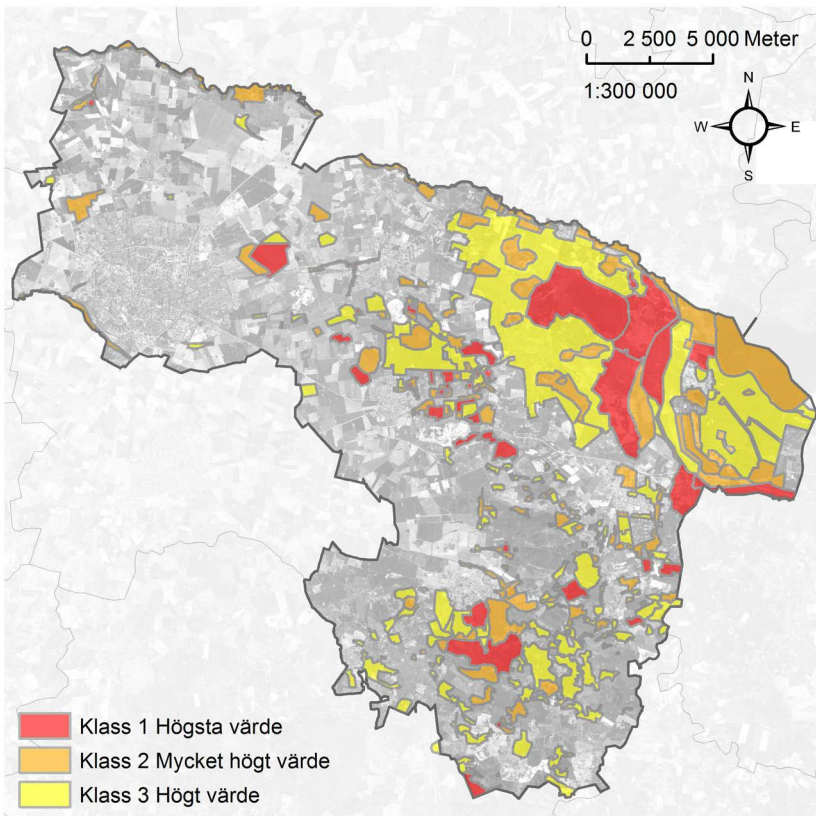 0 2 500 5 000 Meter
1:300 000
N
W E
S
Klass 1 Högsta värde
Klass 2 Mycket högt värde
Klass 3 Högt värde